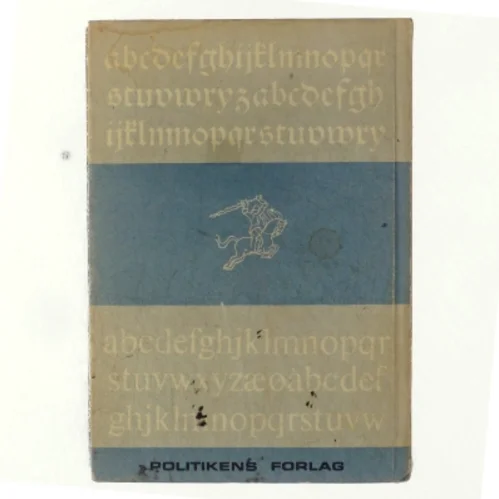 abcdefghijklmnopqr
stuvwxyzabcdefgh
ijklmnopqrstuvwxy
abcdefghjklmnopqr
stuvwxyzæøabcdef
ghjklmnopqrstuvw
POLITIKENS FORLAG